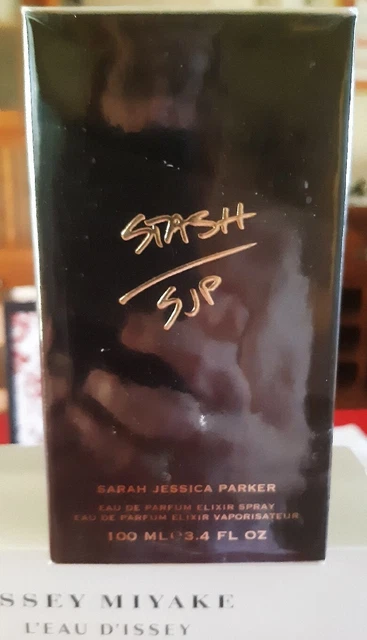 STASH
SJP
SARAH JESSICA PARKER
EAU DE PARFUM ELIXIR SPRAY
EAU DE PARFUM ELIXIR VAPORISATEUR
100 ML℮3.4 FL OZ
SSEY MIYAKE
L'EAU D'ISSEY